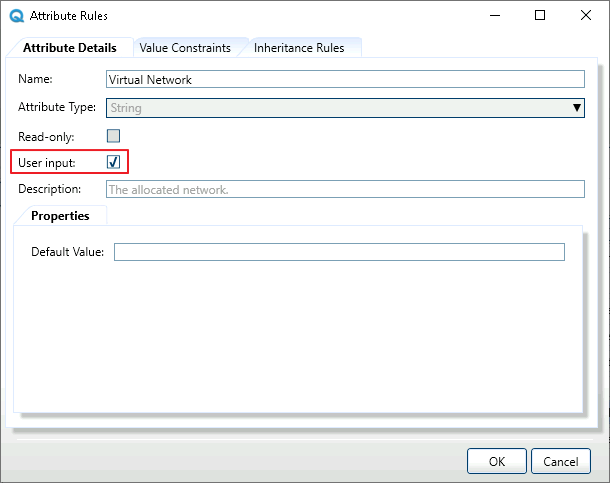 Attribute Rules
Attribute Details Value Constraints Inheritance Rules
Name: Virtual Network
Attribute Type: String
Read-only:
User input:
Description: The allocated network.
Properties
Default Value:
OK Cancel